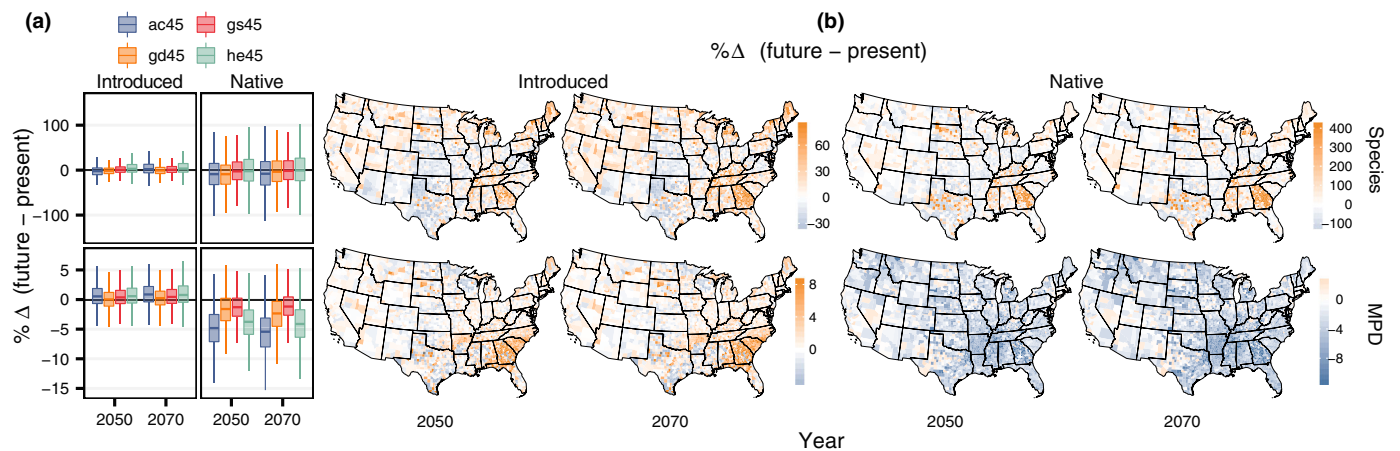 (a)
ac45
gs45
gd45
he45
(b)
%Δ (future − present)
Introduced
Native
Introduced
Native
% Δ (future − present)
100
0
−100
5
0
−5
−10
−15
2050
2070
2050
2070
60
30
0
−30
400
300
200
100
0
−100
Species
8
4
0
0
−4
−8
MPD
2050
2070
2050
2070
Year